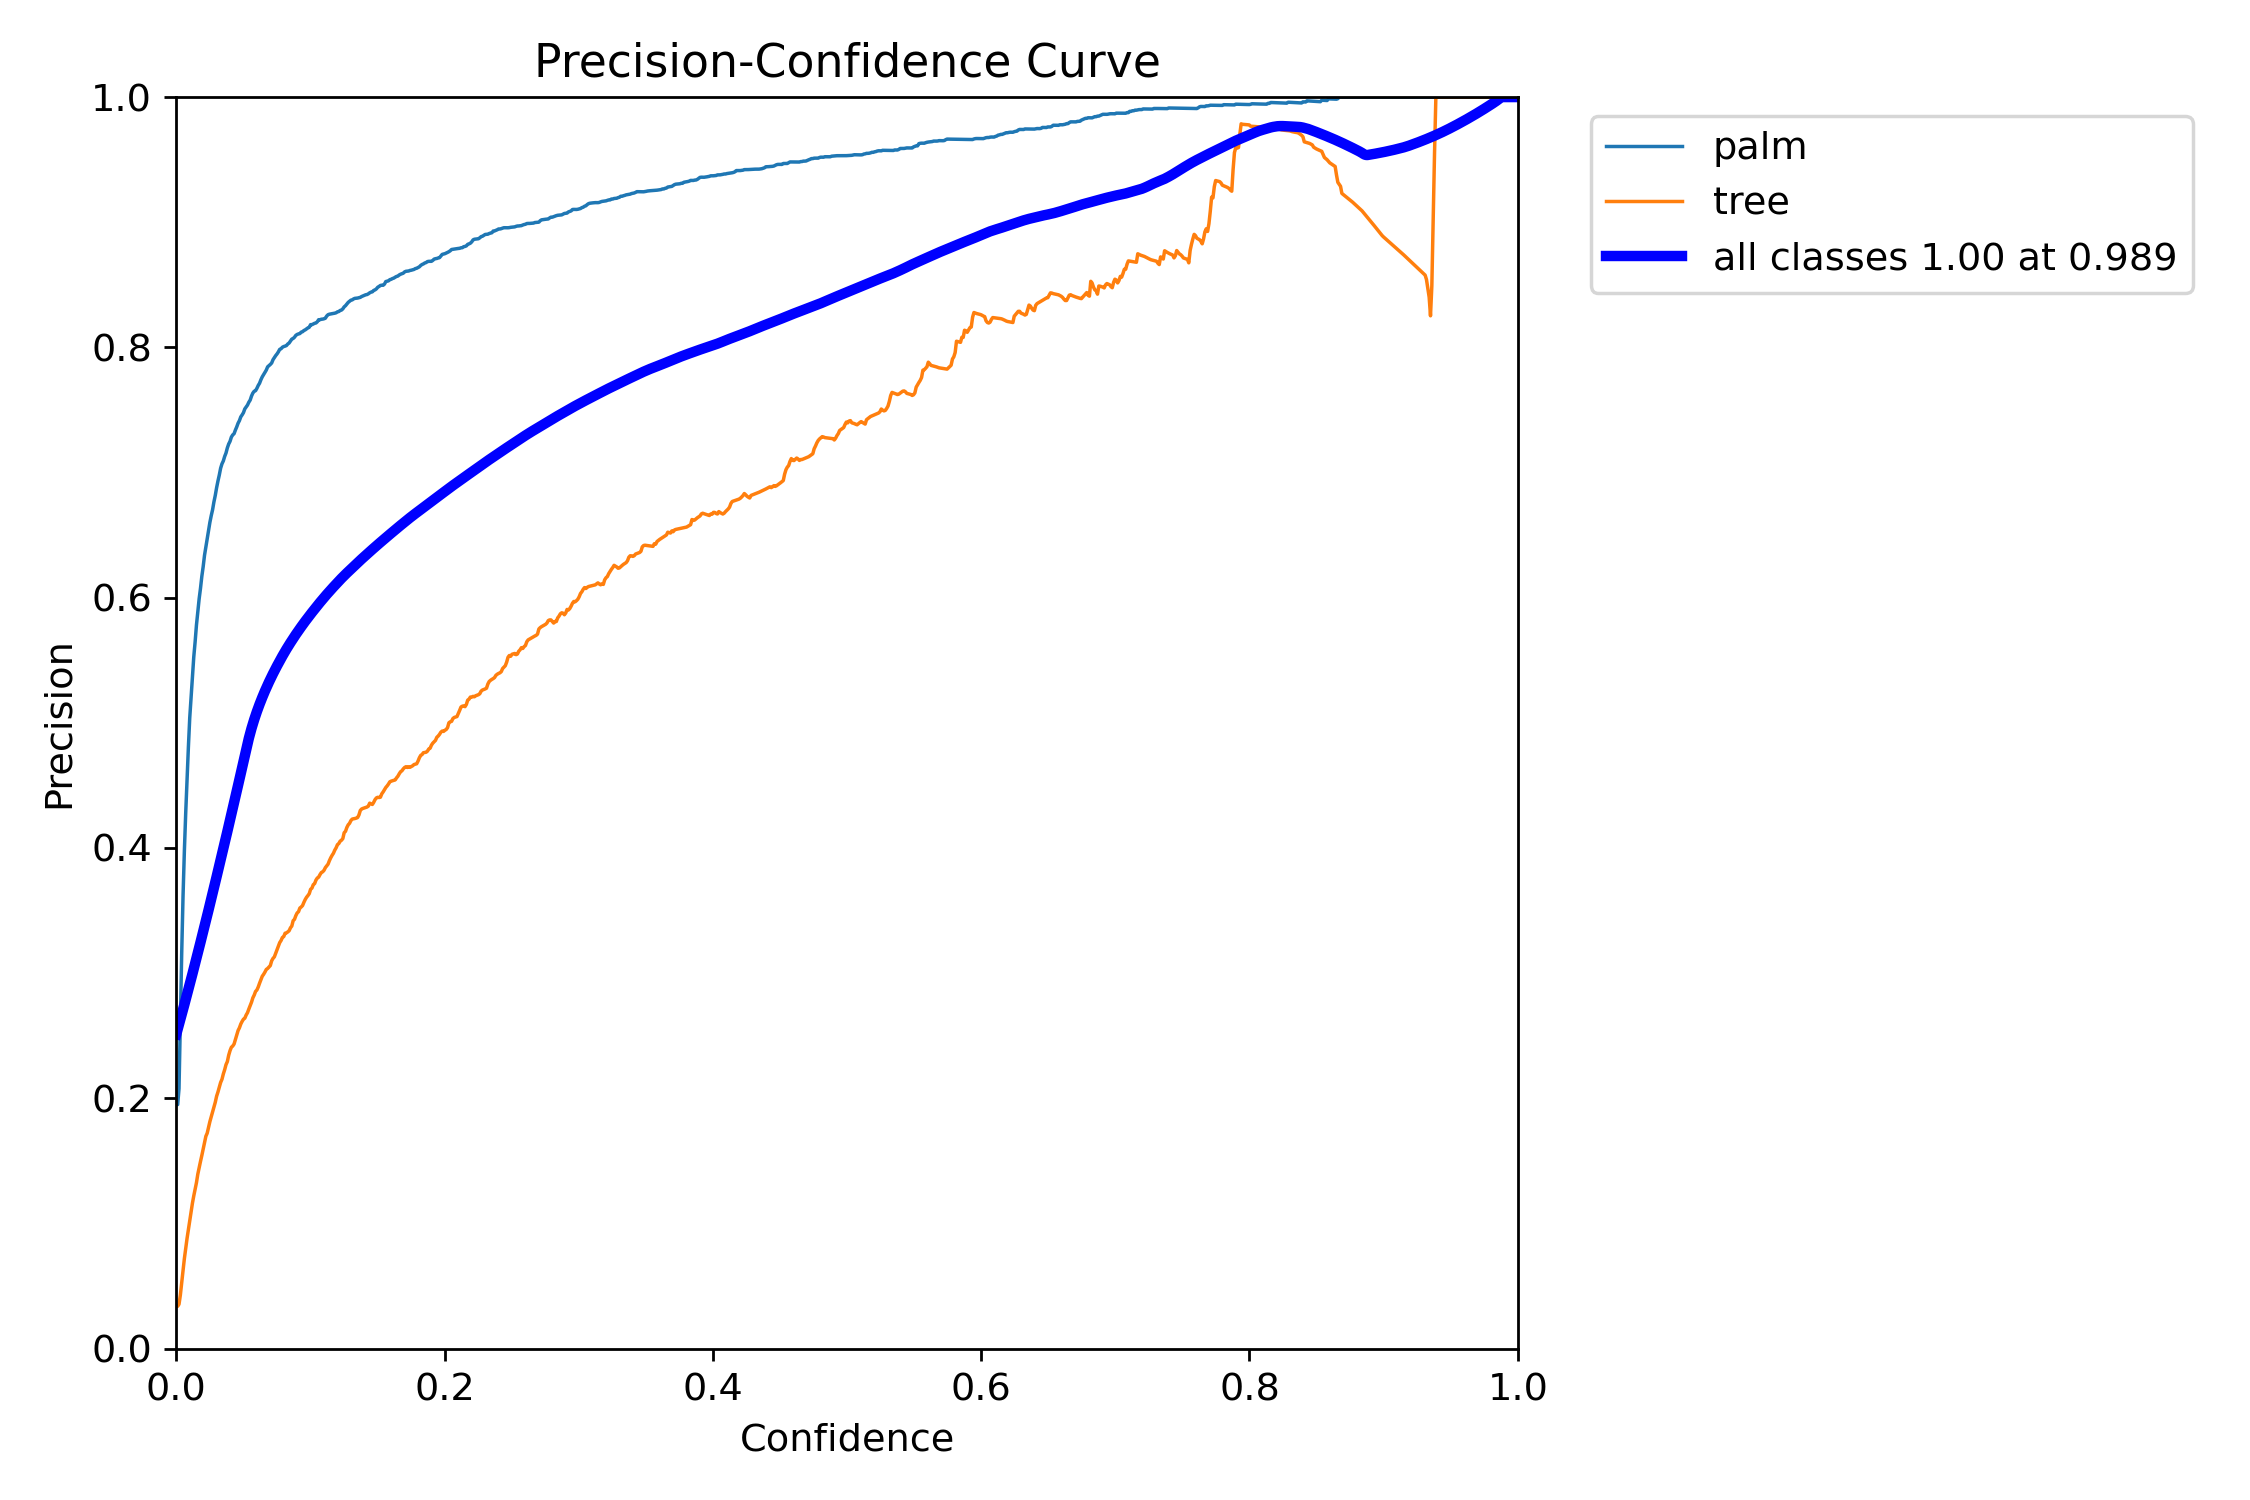 Precision-Confidence Curve
1.0
0.8
0.6
0.4
0.2
0.0
Precision
0.0 0.2 0.4 0.6 0.8 1.0
Confidence
palm
tree
all classes 1.00 at 0.989